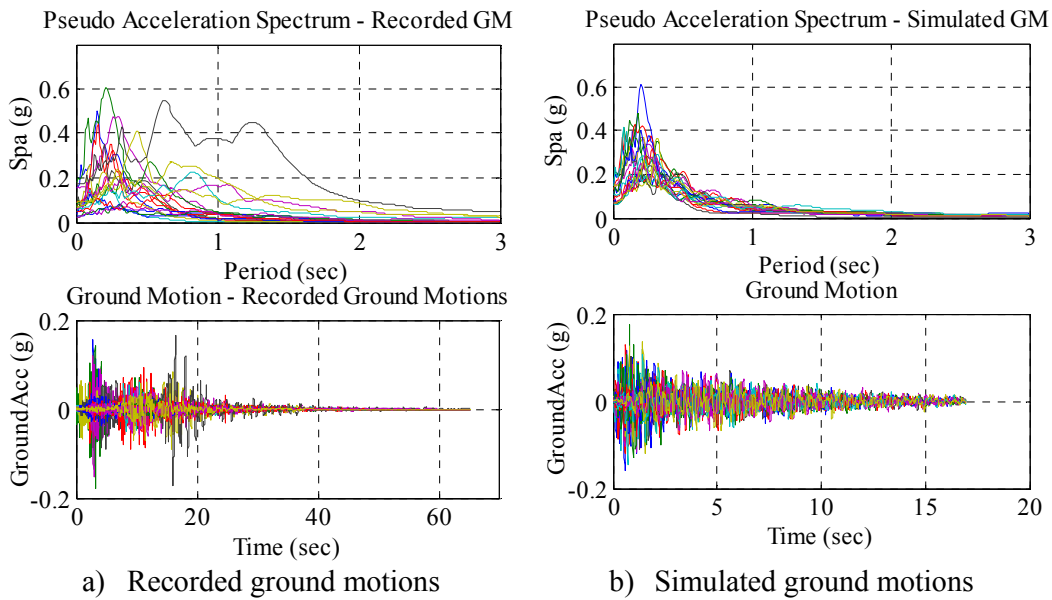 Pseudo Acceleration Spectrum - Recorded GM
Spa (g)
0.6
0.4
0.2
0
0 1 2 3
Period (sec)
Ground Motion - Recorded Ground Motions
GroundAcc (g)
0.2
0
-0.2
0 20 40 60
Time (sec)
a) Recorded ground motions
Pseudo Acceleration Spectrum - Simulated GM
Spa (g)
0.6
0.4
0.2
0
0 1 2 3
Period (sec)
Ground Motion
GroundAcc (g)
0.2
0
-0.2
0 5 10 15 20
Time (sec)
b) Simulated ground motions